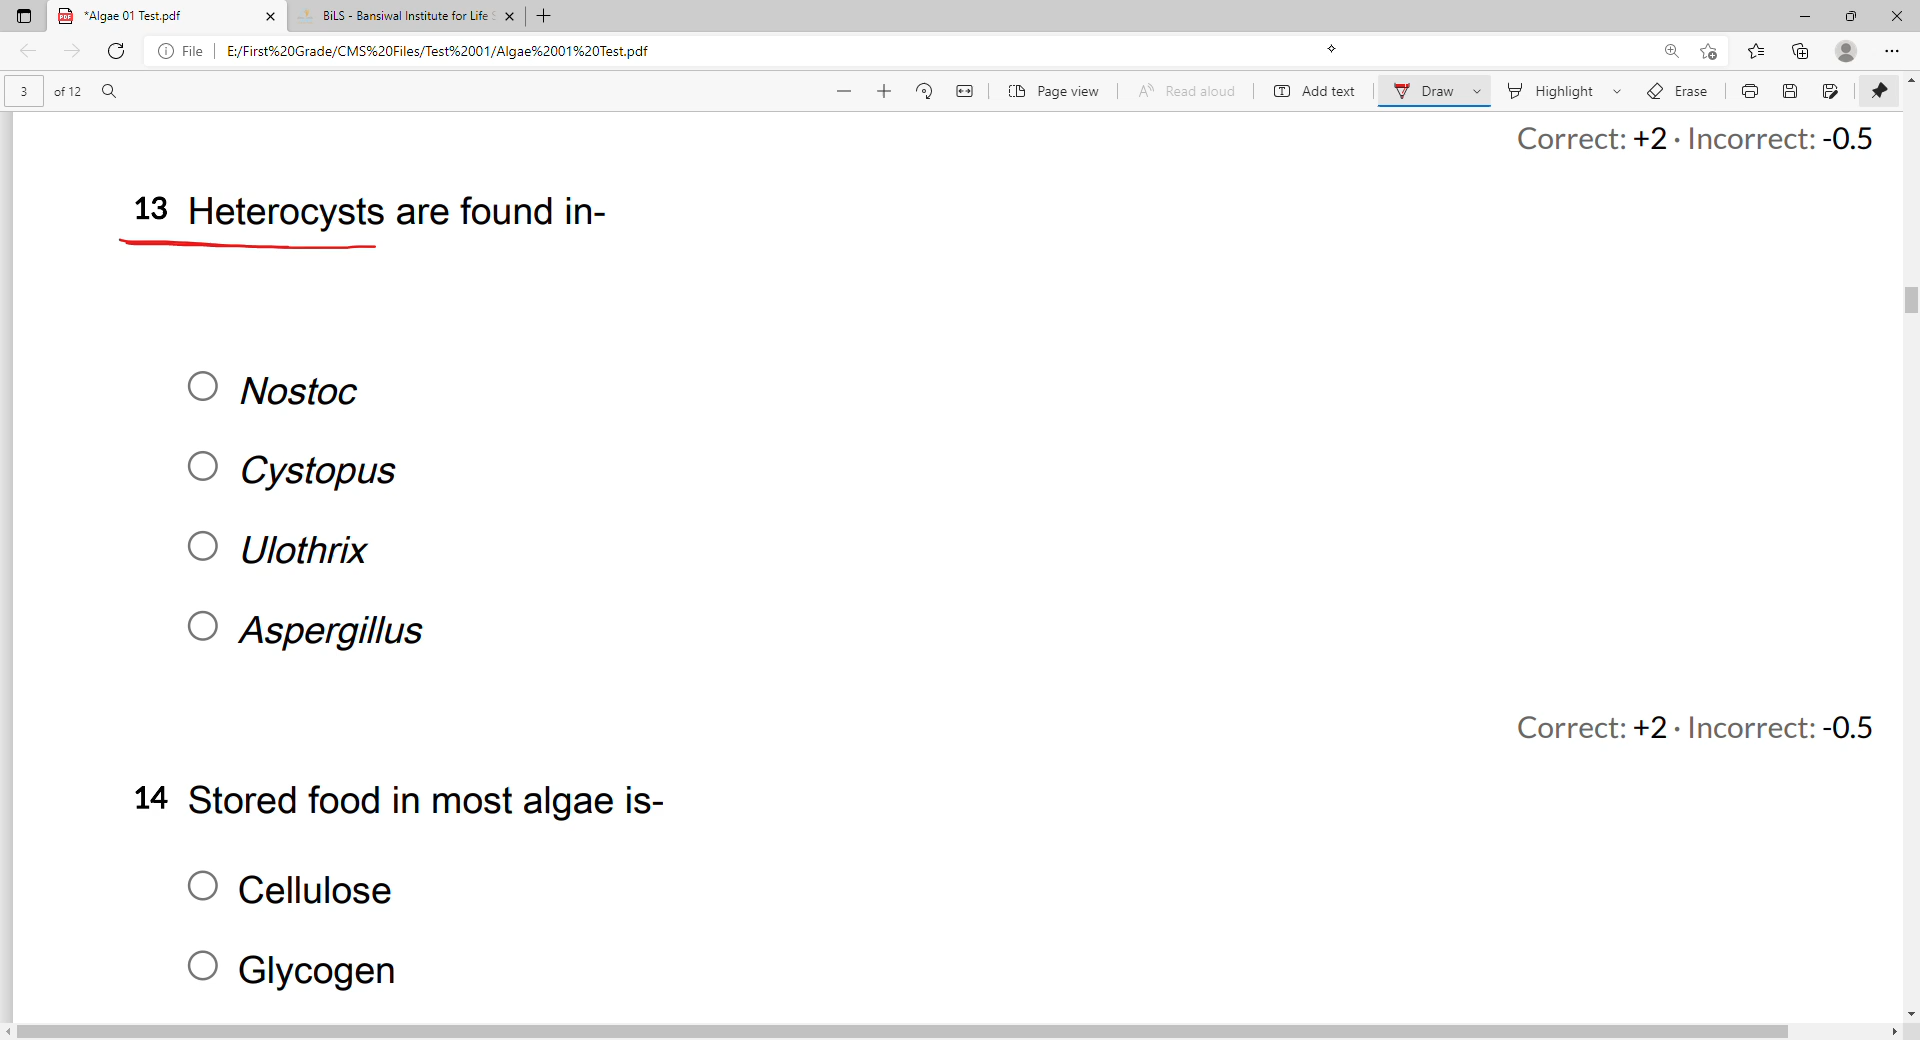 *Algae 01 Test.pdf
BiLS - Bansiwal Institute for Life S
File
E:/First%20Grade/CMS%20Files/Test%2001/Algae%2001%20Test.pdf
3 of 12
Page view
Read aloud
Add text
Draw
Highlight
Erase
Correct: +2 · Incorrect: -0.5
13 Heterocysts are found in-
Nostoc
Cystopus
Ulothrix
Aspergillus
Correct: +2 · Incorrect: -0.5
14 Stored food in most algae is-
Cellulose
Glycogen